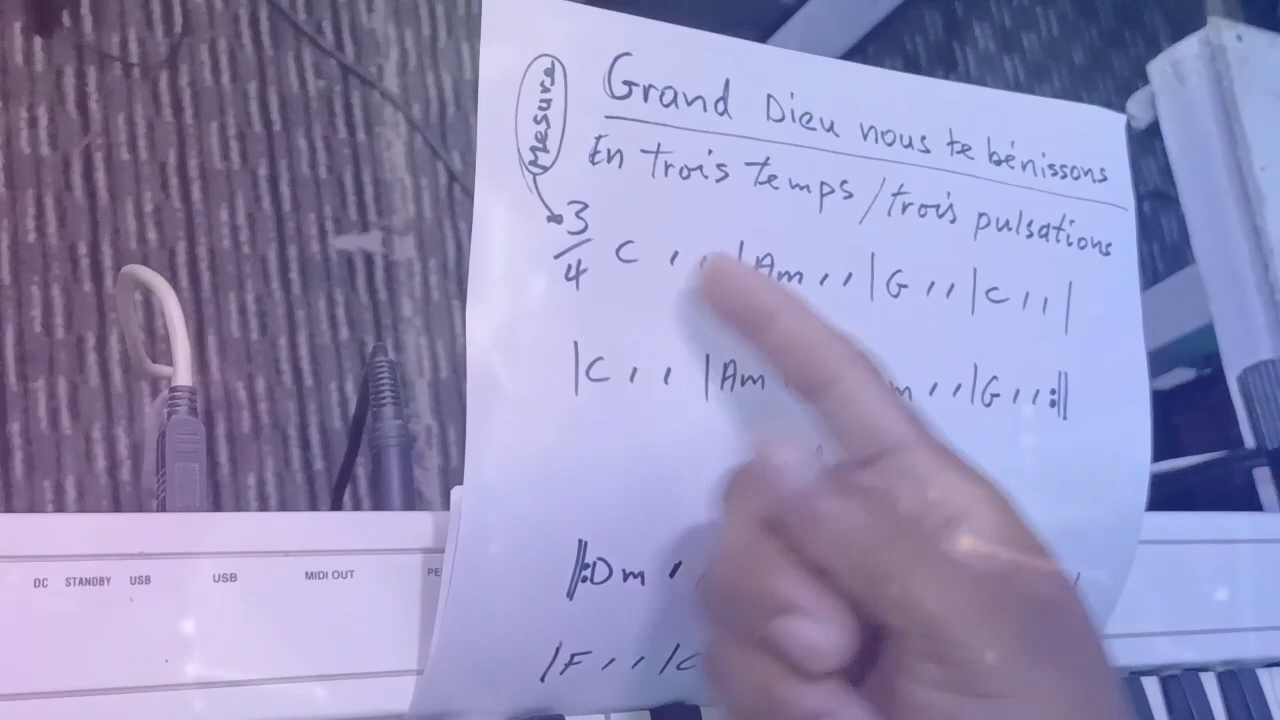 Mesure
Grand Dieu nous te bénissons
En trois temps/trois pulsations
3/4 C , , | Am , , | G , , | C , , |
| C , , | Am , , | G , , :||
||: Dm ,
| F , , | C
DC STANDBY USB USB MIDI OUT